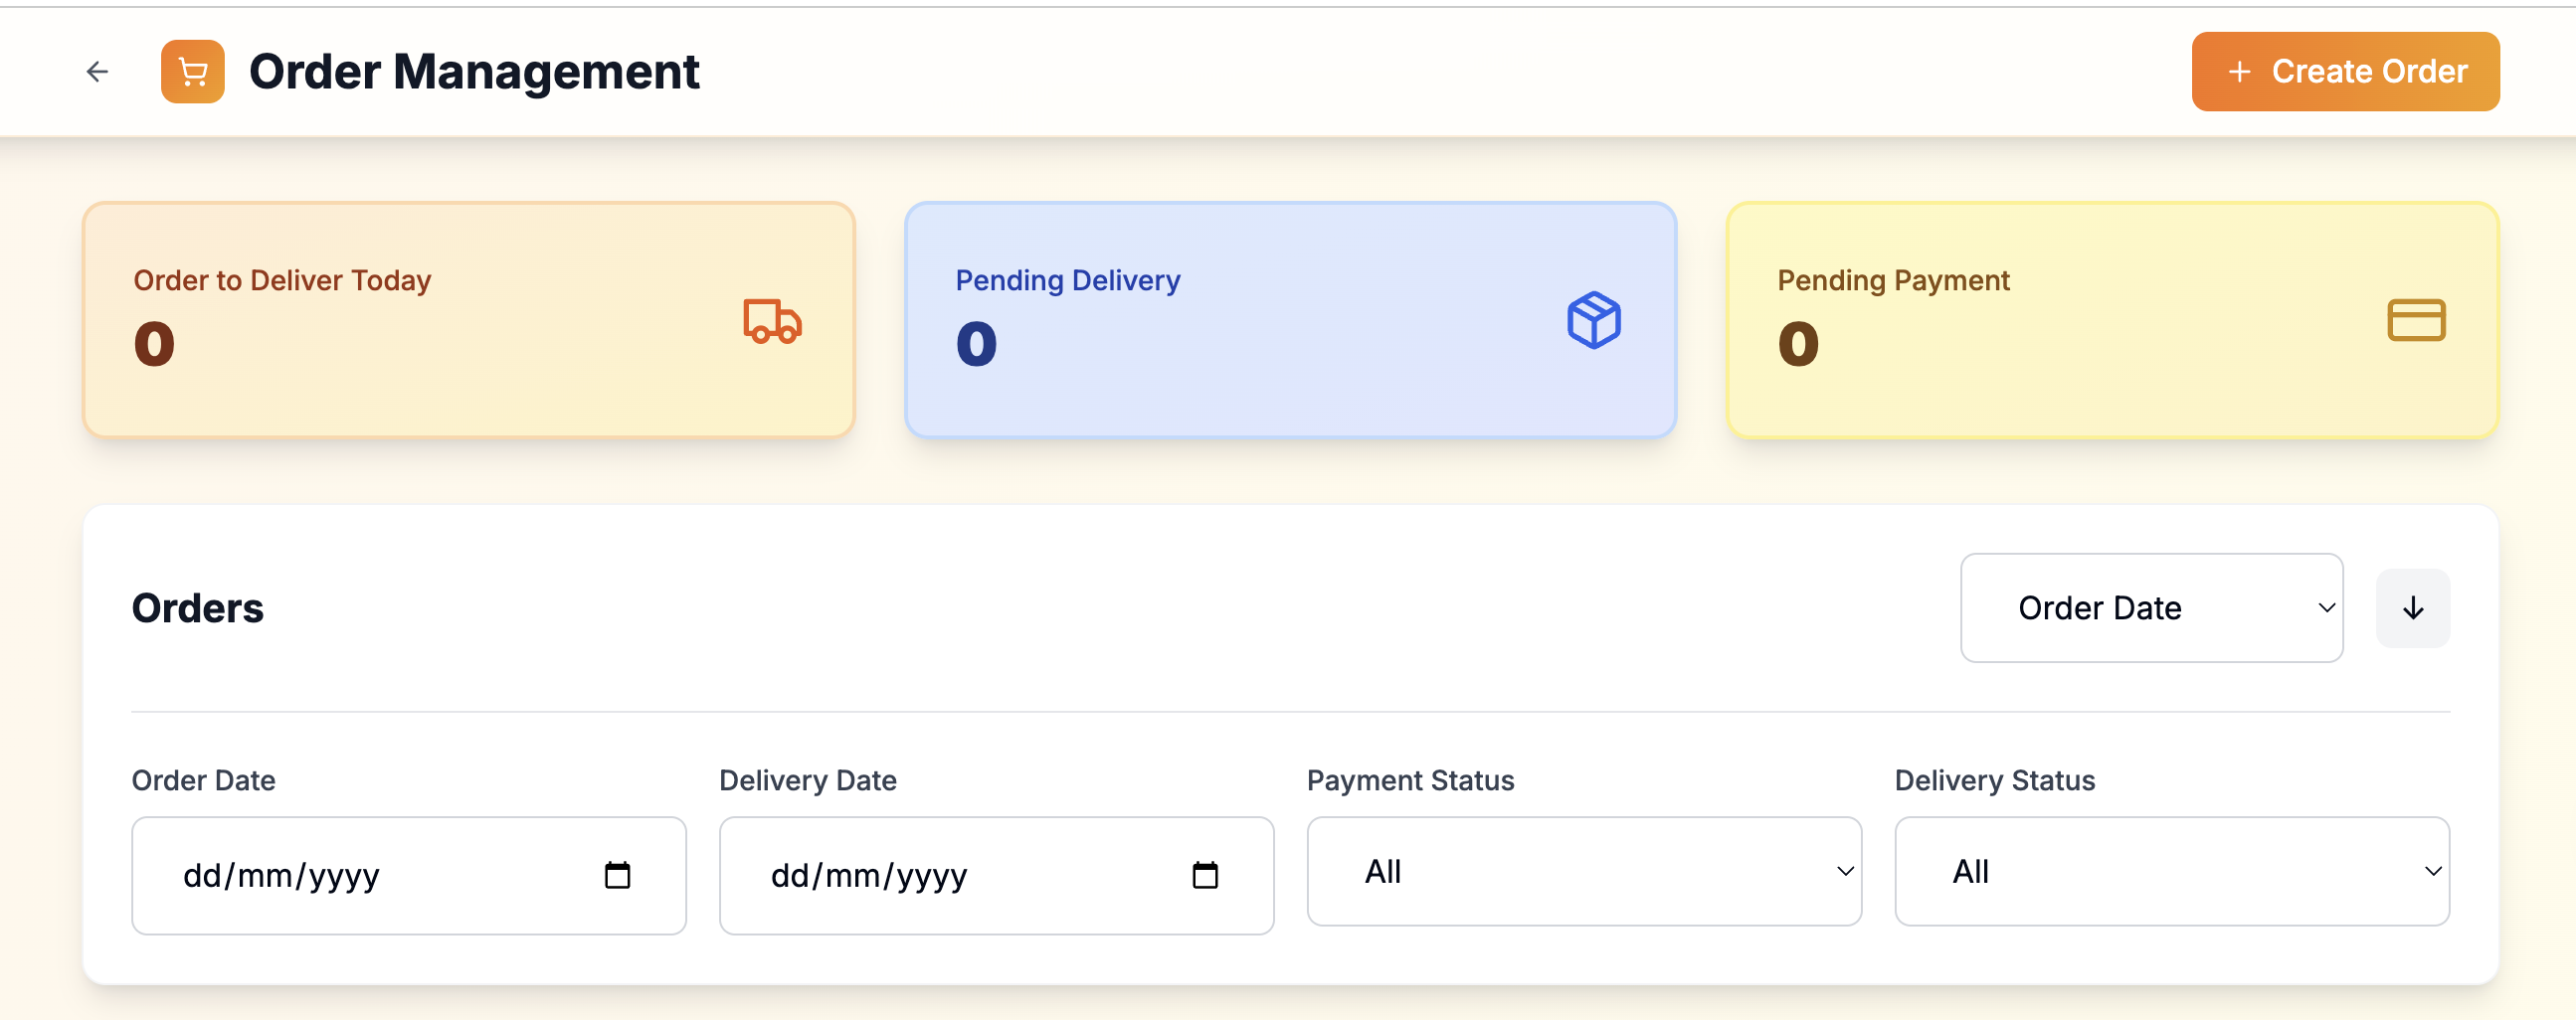 Order Management
+ Create Order
Order to Deliver Today
0
Pending Delivery
0
Pending Payment
0
Orders
Order Date
Order Date
dd/mm/yyyy
Delivery Date
dd/mm/yyyy
Payment Status
All
Delivery Status
All